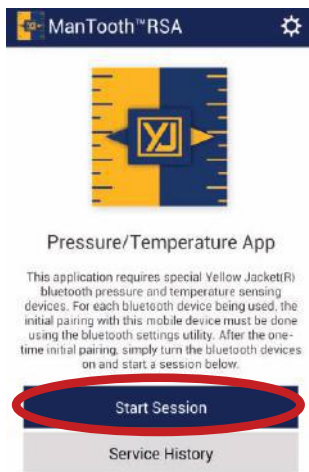 ManTooth™RSA
YJ
Pressure/Temperature App
This application requires special Yellow Jacket(R)
bluetooth pressure and temperature sensing
devices. For each bluetooth device being used, the
initial pairing with this mobile device must be done
using the bluetooth settings utility. After the one-
time initial pairing, simply turn the bluetooth devices
on and start a session below.
Start Session
Service History